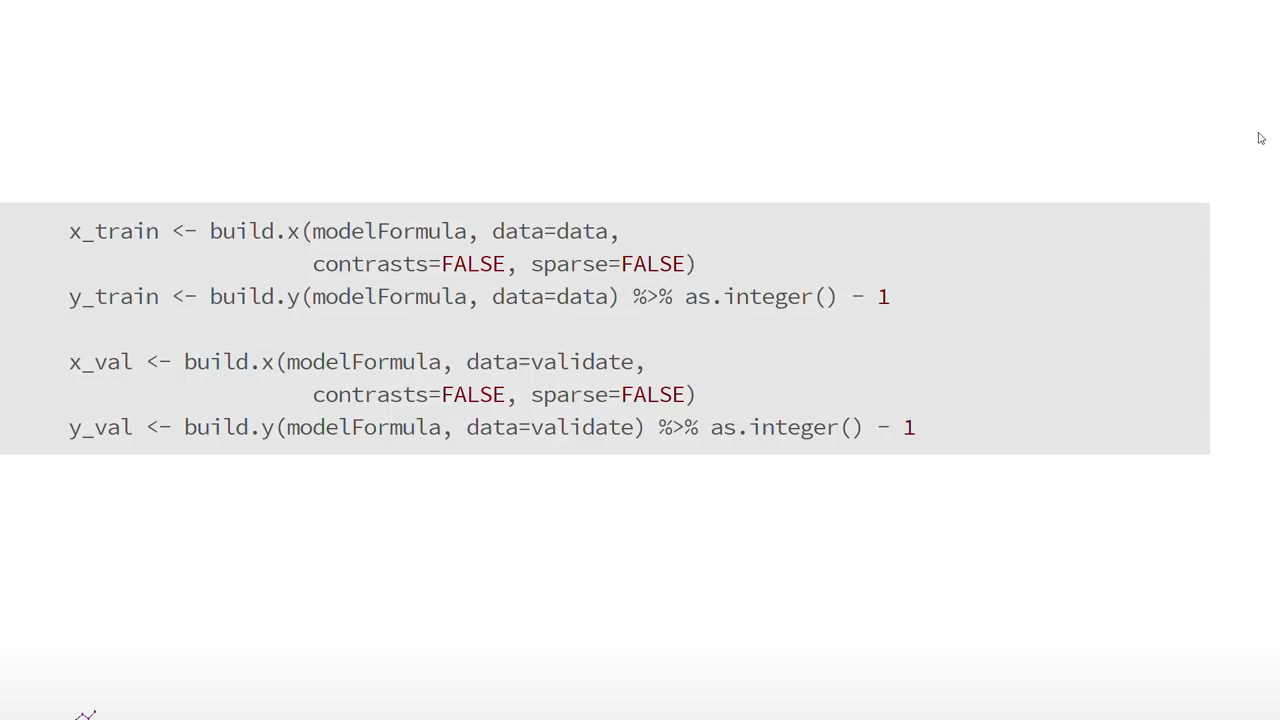 x_train <- build.x(modelFormula, data=data,
contrasts=FALSE, sparse=FALSE)
y_train <- build.y(modelFormula, data=data) %>% as.integer() - 1
x_val <- build.x(modelFormula, data=validate,
contrasts=FALSE, sparse=FALSE)
y_val <- build.y(modelFormula, data=validate) %>% as.integer() - 1